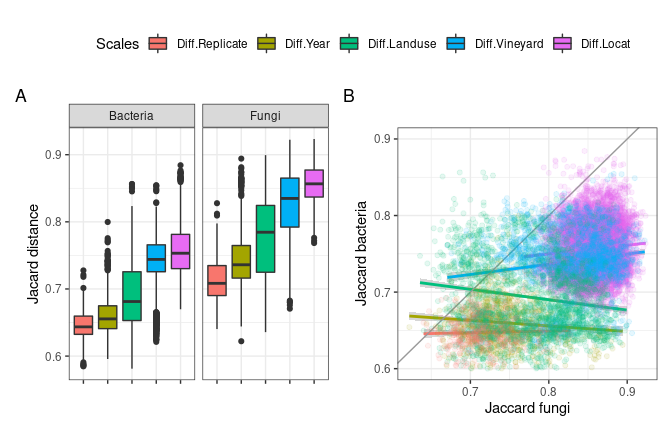 Scales Diff.Replicate Diff.Year Diff.Landuse Diff.Vineyard Diff.Locat
A
B
Bacteria Fungi
0.9
0.8
0.7
0.6
Jacard distance
0.9
0.8
0.7
0.6
Jaccard bacteria
0.7 0.8 0.9
Jaccard fungi